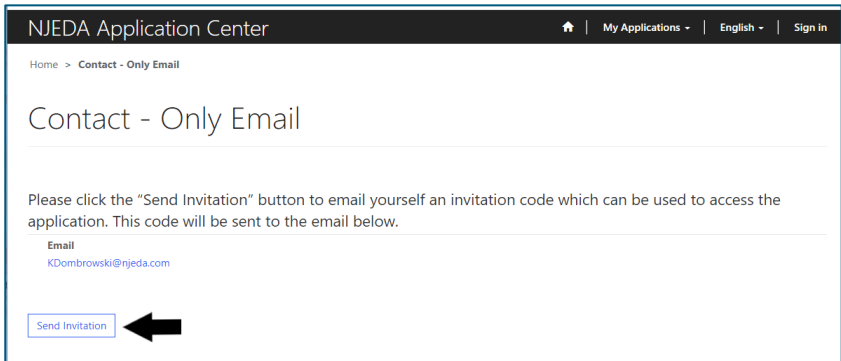 NJEDA Application Center
My Applications | English | Sign in
Home > Contact - Only Email
Contact - Only Email
Please click the “Send Invitation” button to email yourself an invitation code which can be used to access the
application. This code will be sent to the email below.
Email
KDombrowski@njeda.com
Send Invitation